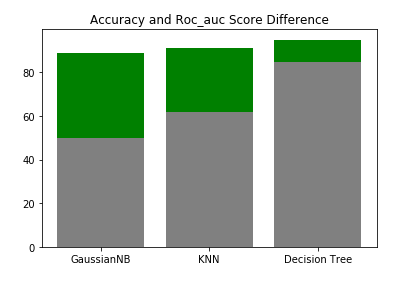 Accuracy and Roc_auc Score Difference
80
60
40
20
0
GaussianNB KNN Decision Tree